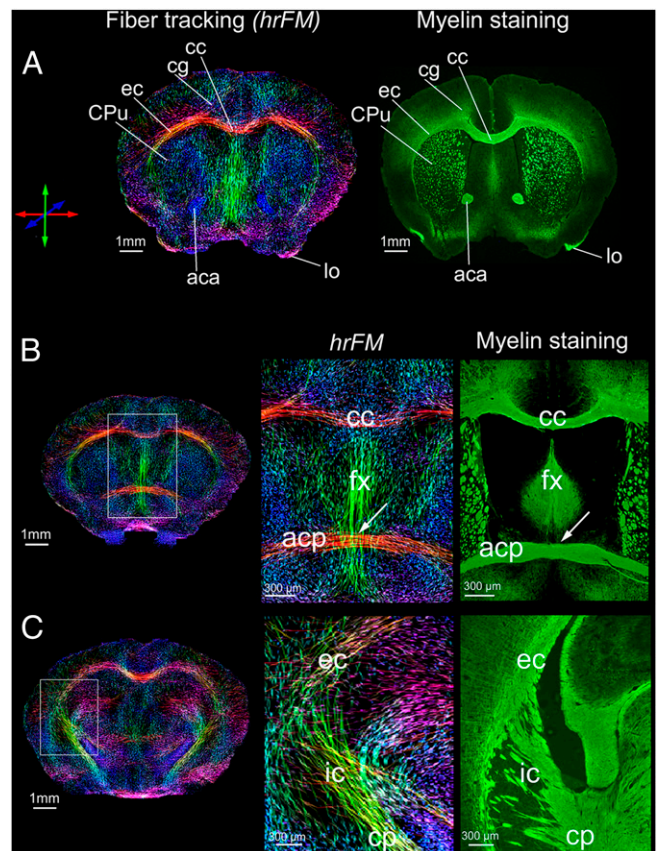 Fiber tracking (hrFM) Myelin staining
A
cc
cg
ec
CPu
cc
cg
ec
CPu
1mm
aca
lo
1mm
aca
lo
B
hrFM Myelin staining
cc
fx
acp
1mm
300 µm
cc
fx
acp
300 µm
C
ec
ic
cp
1mm
300 µm
ec
ic
cp
300 µm